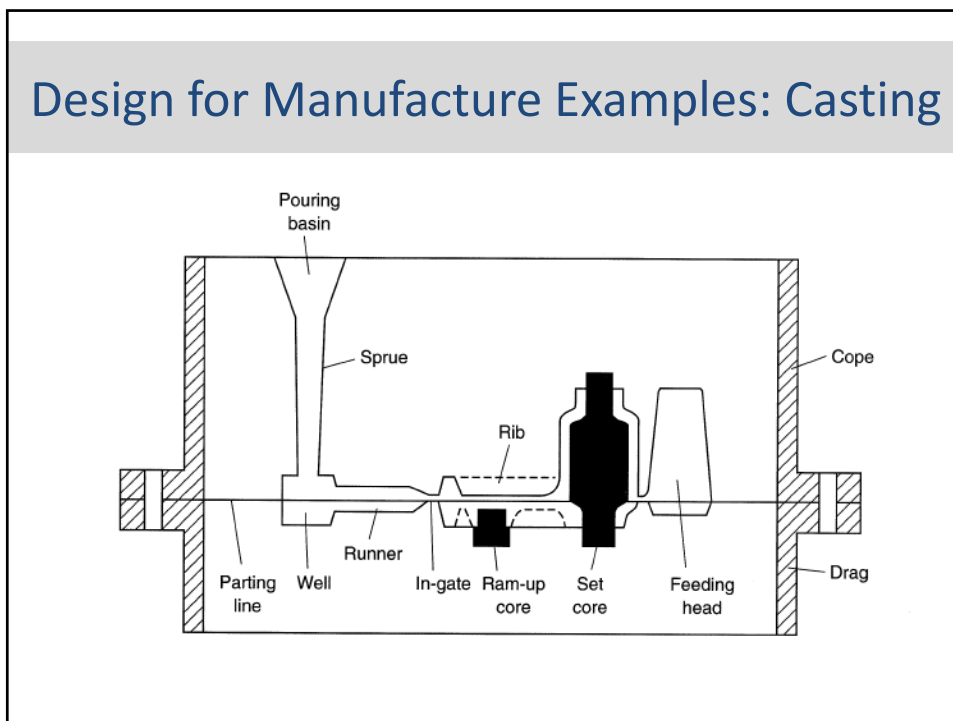 Design for Manufacture Examples: Casting
Pouring
basin
Sprue
Cope
Rib
Parting
line
Well
Runner
In-gate
Ram-up
core
Set
core
Feeding
head
Drag